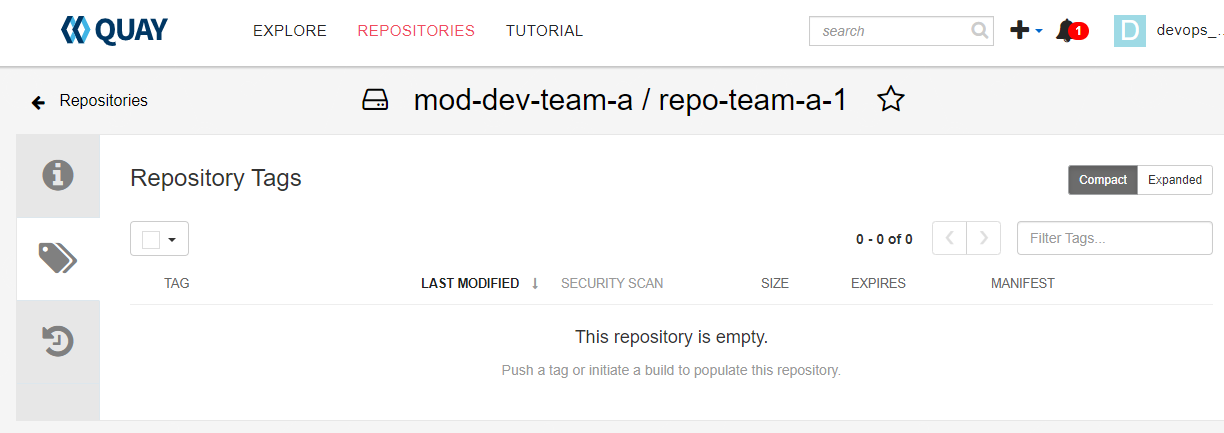 QUAY EXPLORE REPOSITORIES TUTORIAL search 1 D devops_...
Repositories mod-dev-team-a / repo-team-a-1
Repository Tags Compact Expanded
0 - 0 of 0 Filter Tags...
TAG LAST MODIFIED SECURITY SCAN SIZE EXPIRES MANIFEST
This repository is empty.
Push a tag or initiate a build to populate this repository.